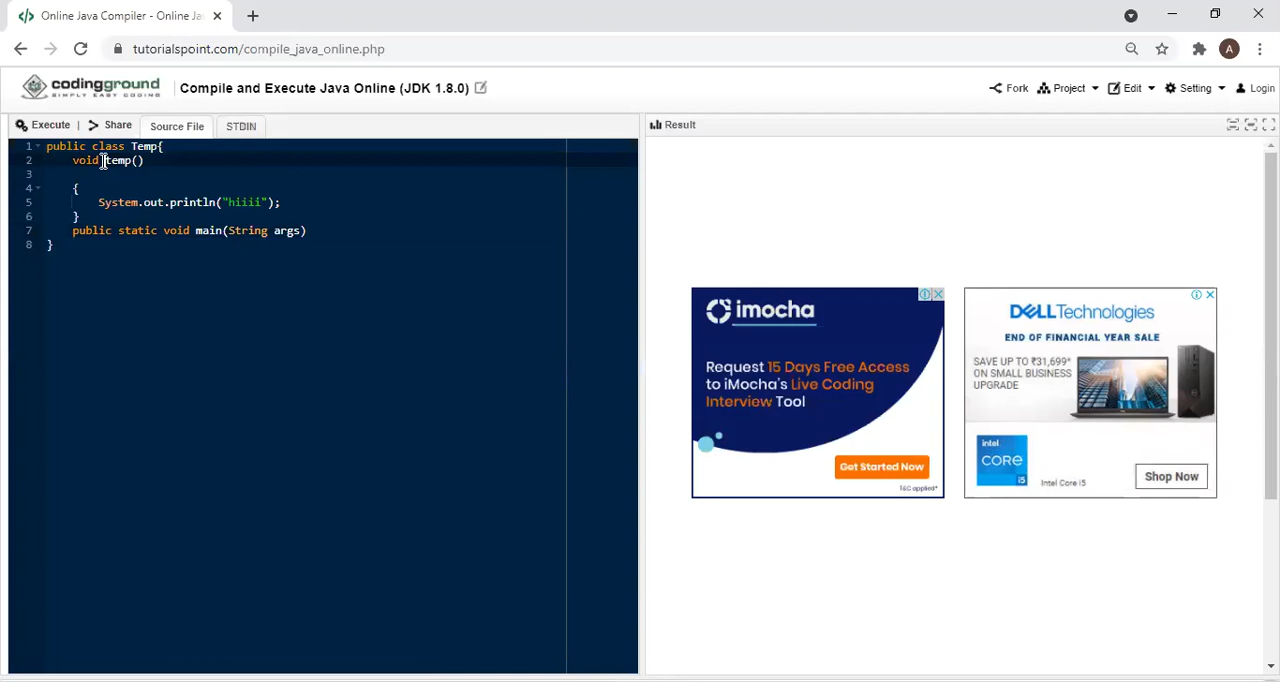 Online Java Compiler - Online Ja
tutorialspoint.com/compile_java_online.php
A
codingground
SIMPLY EASY CODING
Compile and Execute Java Online (JDK 1.8.0)
Fork Project Edit Setting Login
Execute | Share Source File STDIN
Result
1 public class Temp{
2 void temp()
3
4 {
5 System.out.println("hiiii");
6 }
7 public static void main(String args)
8 }
imocha
Request 15 Days Free Access
to iMocha's Live Coding
Interview Tool
Get Started Now
T&C applied*
DELLTechnologies
END OF FINANCIAL YEAR SALE
SAVE UP TO ₹31,699*
ON SMALL BUSINESS
UPGRADE
intel
CORE
i5
Intel Core i5
Shop Now